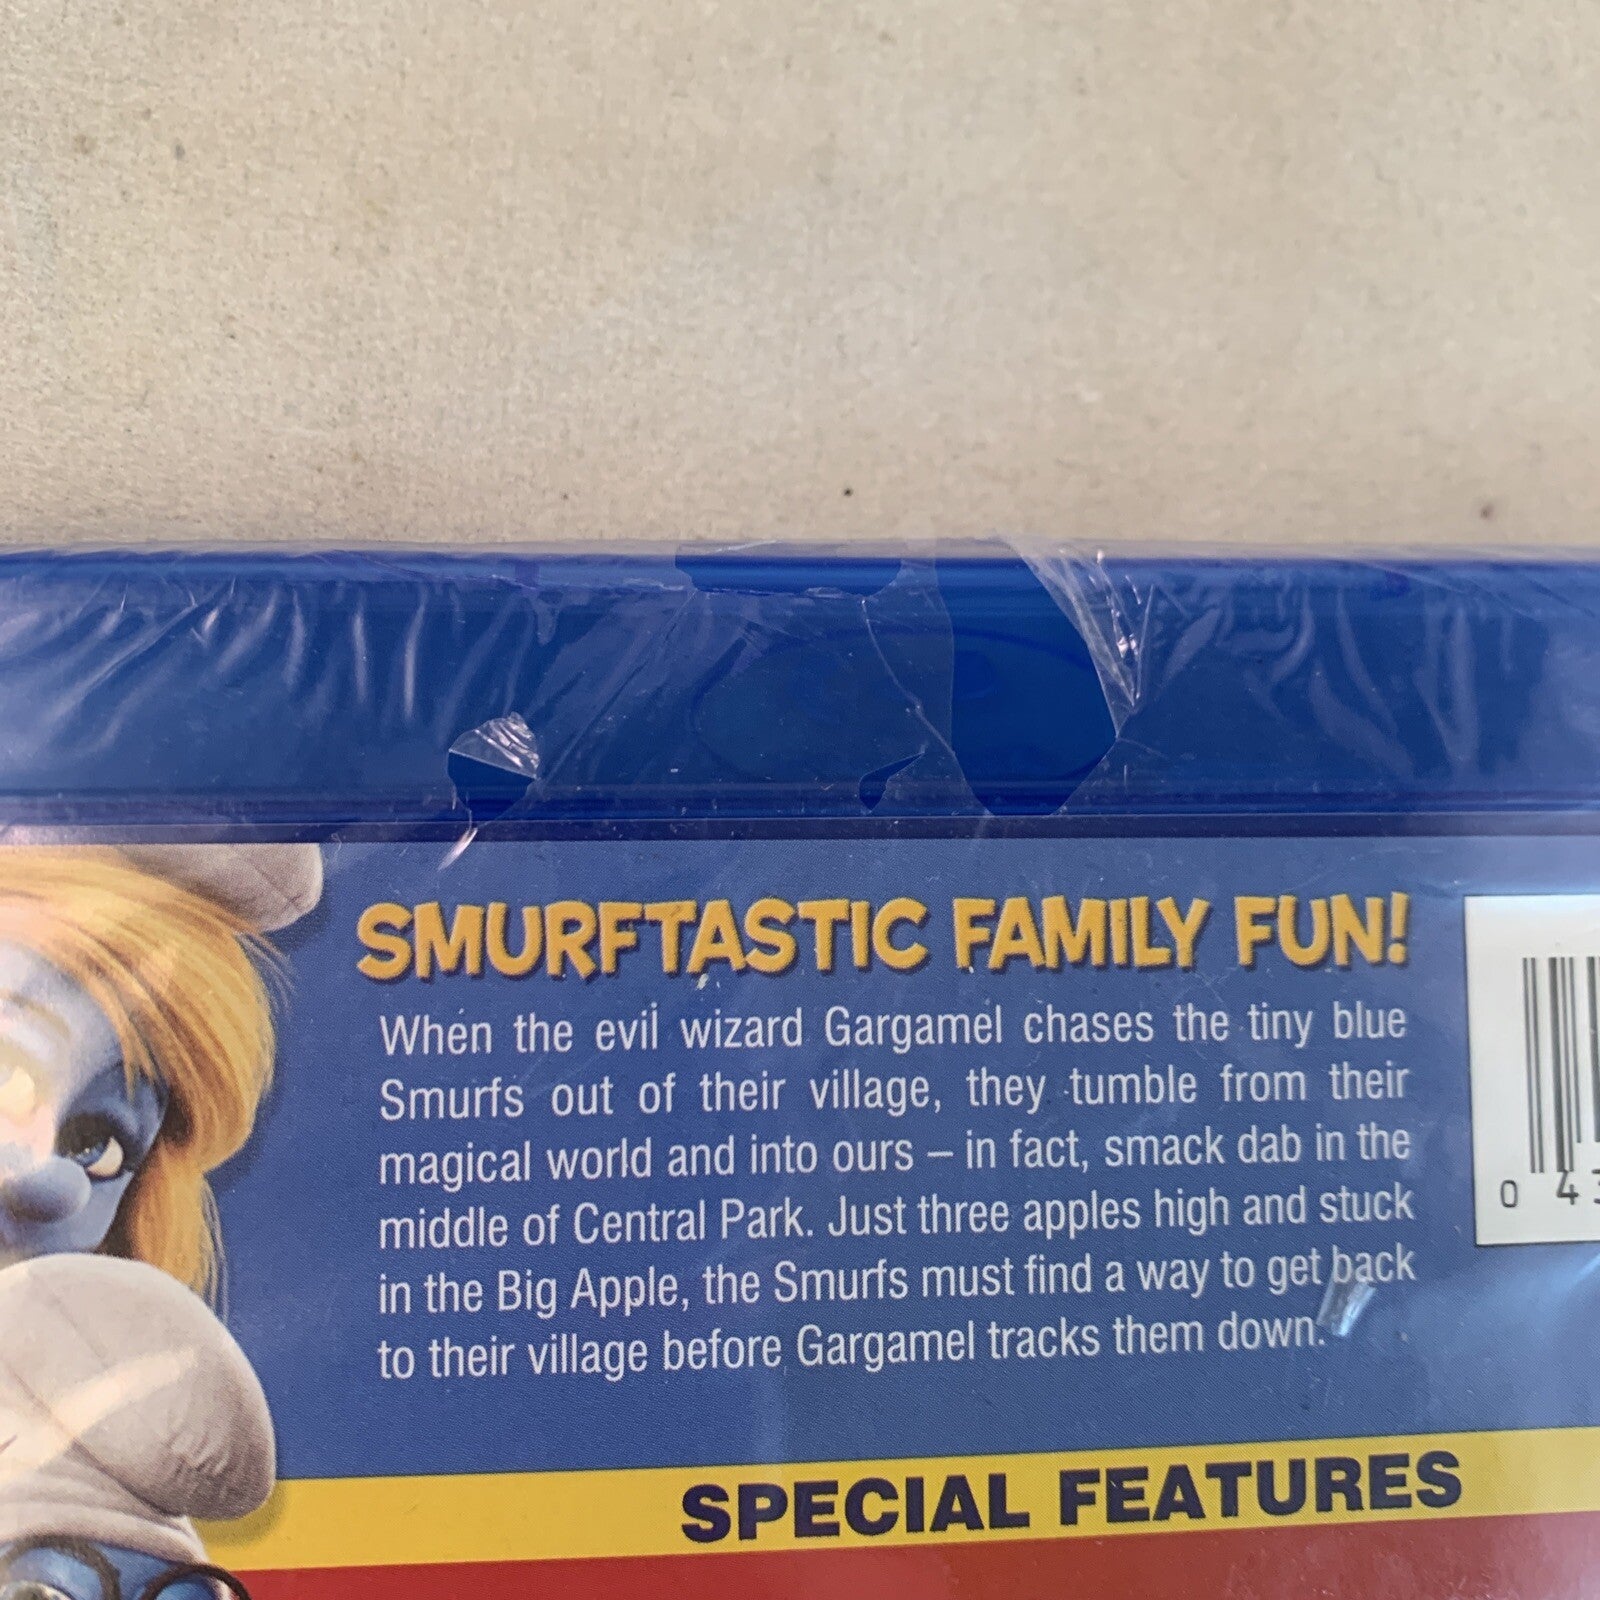 SMURFTASTIC FAMILY FUN!
When the evil wizard Gargamel chases the tiny blue
Smurfs out of their village, they tumble from their
magical world and into ours – in fact, smack dab in the
middle of Central Park. Just three apples high and stuck
in the Big Apple, the Smurfs must find a way to get back
to their village before Gargamel tracks them down.
0 4
SPECIAL FEATURES